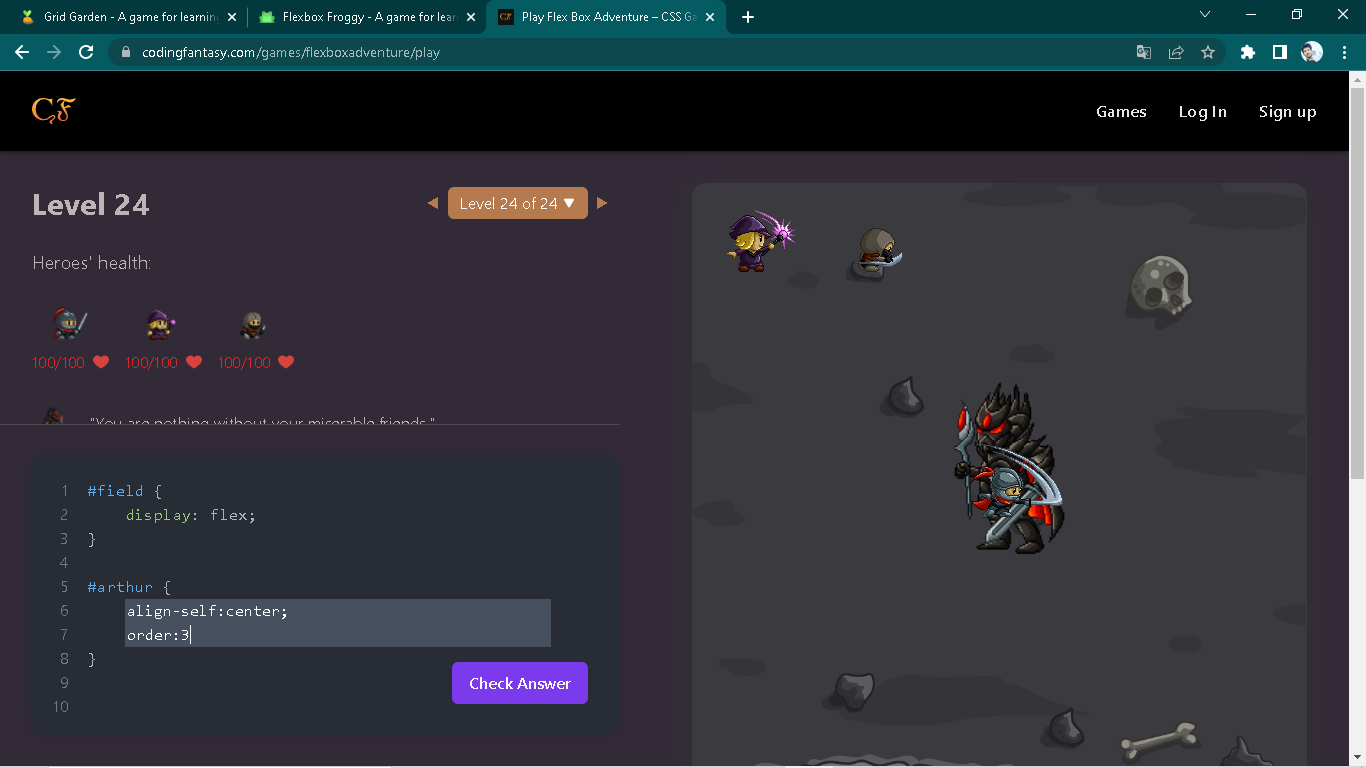 Grid Garden - A game for learnin
Flexbox Froggy - A game for lear
Play Flex Box Adventure – CSS Ga
codingfantasy.com/games/flexboxadventure/play
CF
Games
Log In
Sign up
Level 24
Level 24 of 24 ▼
Heroes' health:
100/100
100/100
100/100
"You are nothing without your miserable friends."
1 #field {
2 display: flex;
3 }
4
5 #arthur {
6 align-self:center;
7 order:3
8 }
9
10
Check Answer